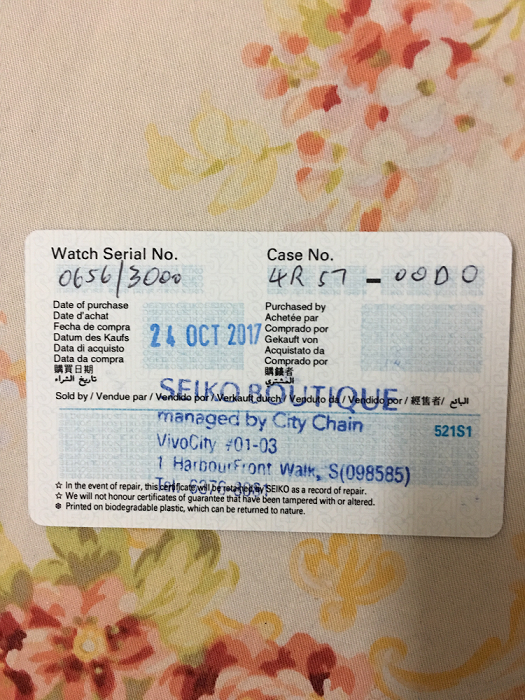 Watch Serial No.
0656/3000
Case No.
4R 57 - 00D0
Date of purchase
Date d'achat
Fecha de compra
Datum des Kaufs
Data di acquisto
Data da compra
購買日期
تاريخ الشراء
24 OCT 2017
Purchased by
Achetée par
Comprado por
Gekauft von
Acquistato da
Comprado por
購錶者
المشتري
Sold by / Vendue par / Vendido por / Verkauft durch / Venduto da / Vendido por / 經售者/ البائع
SEIKO BOUTIQUE
managed by City Chain
521S1
VivoCity #01-03
1 HarbourFront Walk, S(098585)
Tel:
☆ In the event of repair, this certificate will be retained by SEIKO as a record of repair.
☆ We will not honour certificates of guarantee that have been tampered with or altered.
❁ Printed on biodegradable plastic, which can be returned to nature.